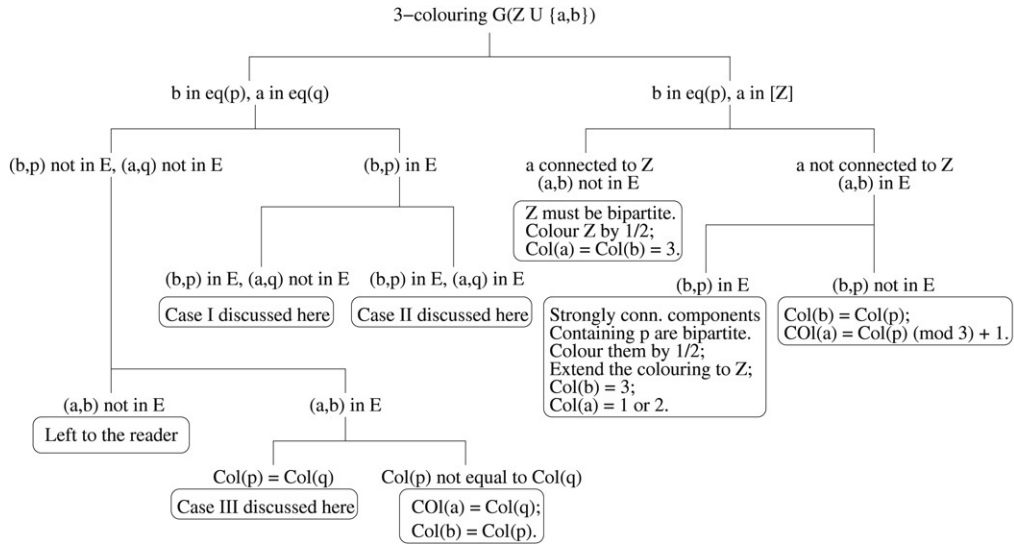 3−colouring G(Z U {a,b})
b in eq(p), a in eq(q)
b in eq(p), a in [Z]
(b,p) not in E, (a,q) not in E
(b,p) in E
a connected to Z
(a,b) not in E
a not connected to Z
(a,b) in E
Z must be bipartite.
Colour Z by 1/2;
Col(a) = Col(b) = 3.
(b,p) in E, (a,q) not in E
(b,p) in E, (a,q) in E
(b,p) in E
(b,p) not in E
Case I discussed here
Case II discussed here
Strongly conn. components
Containing p are bipartite.
Colour them by 1/2;
Extend the colouring to Z;
Col(b) = 3;
Col(a) = 1 or 2.
Col(b) = Col(p);
COl(a) = Col(p) (mod 3) + 1.
(a,b) not in E
(a,b) in E
Left to the reader
Col(p) = Col(q)
Col(p) not equal to Col(q)
Case III discussed here
COl(a) = Col(q);
Col(b) = Col(p).